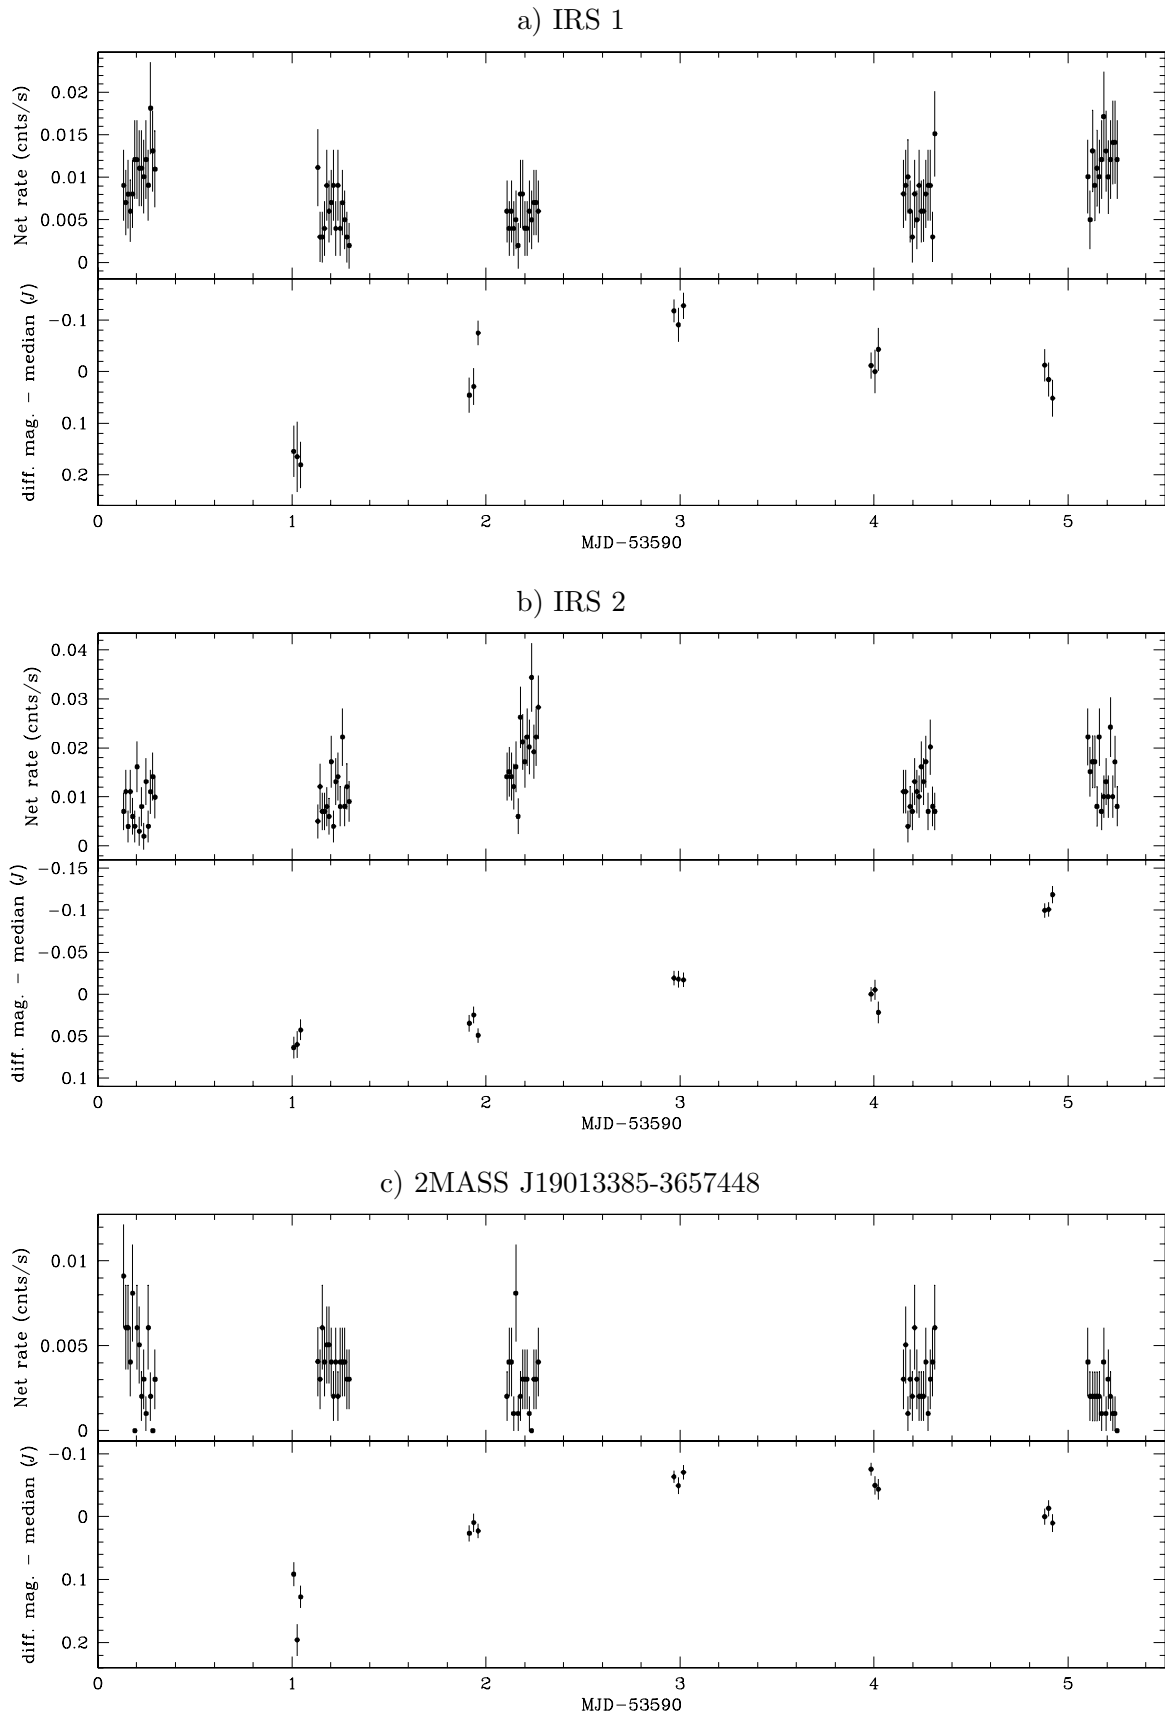 a) IRS 1
Net rate (cnts/s)
0.02
0.015
0.01
0.005
0
diff. mag. − median (J)
−0.1
0
0.1
0.2
0 1 2 3 4 5
MJD−53590
b) IRS 2
Net rate (cnts/s)
0.04
0.03
0.02
0.01
0
diff. mag. − median (J)
−0.15
−0.1
−0.05
0
0.05
0.1
0 1 2 3 4 5
MJD−53590
c) 2MASS J19013385-3657448
Net rate (cnts/s)
0.01
0.005
0
diff. mag. − median (J)
−0.1
0
0.1
0.2
0 1 2 3 4 5
MJD−53590